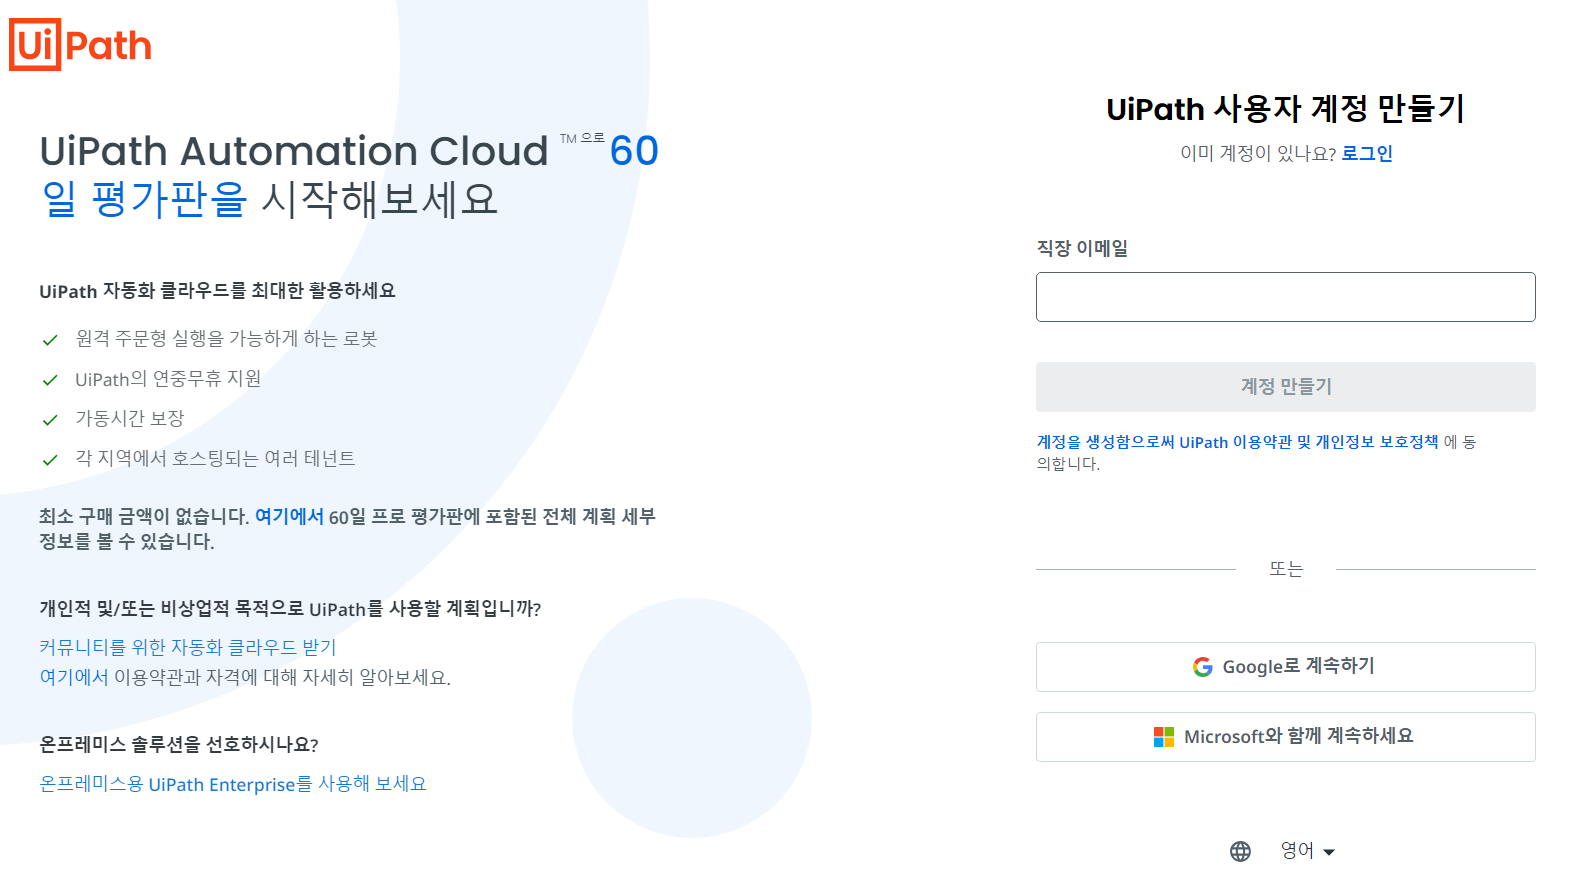 UiPath
UiPath Automation Cloud ™ 으로 60
일 평가판을 시작해보세요
UiPath 자동화 클라우드를 최대한 활용하세요
원격 주문형 실행을 가능하게 하는 로봇
UiPath의 연중무휴 지원
가동시간 보장
각 지역에서 호스팅되는 여러 테넌트
최소 구매 금액이 없습니다. 여기에서 60일 프로 평가판에 포함된 전체 계획 세부
정보를 볼 수 있습니다.
개인적 및/또는 비상업적 목적으로 UiPath를 사용할 계획입니까?
커뮤니티를 위한 자동화 클라우드 받기
여기에서 이용약관과 자격에 대해 자세히 알아보세요.
온프레미스 솔루션을 선호하시나요?
온프레미스용 UiPath Enterprise를 사용해 보세요
UiPath 사용자 계정 만들기
이미 계정이 있나요? 로그인
직장 이메일
계정 만들기
계정을 생성함으로써 UiPath 이용약관 및 개인정보 보호정책 에 동
의합니다.
또는
Google로 계속하기
Microsoft와 함께 계속하세요
영어